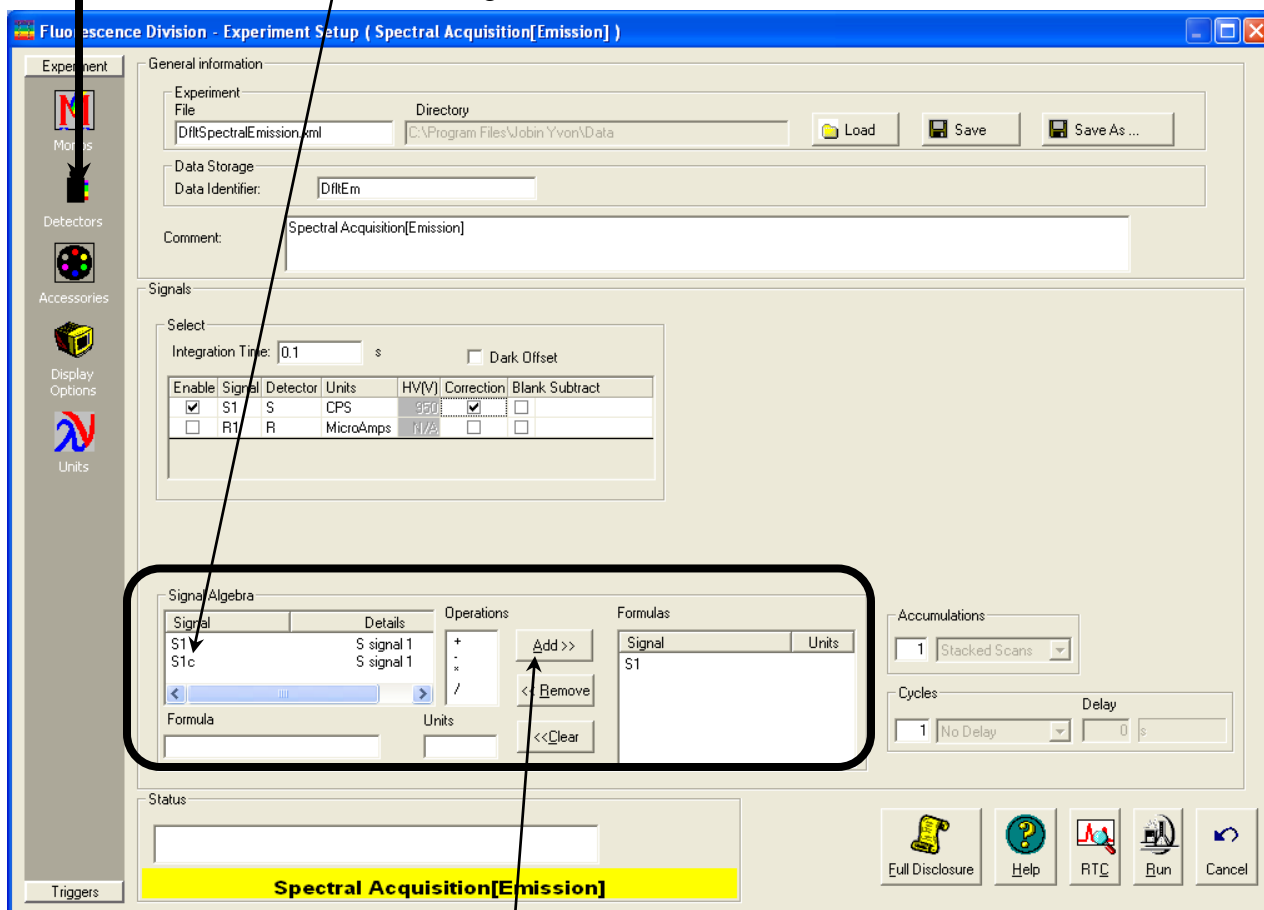 Fluorescence Division - Experiment Setup ( Spectral Acquisition[Emission] )
Experiment
Monos
Detectors
Accessories
Display
Options
Units
Triggers
General information
Experiment
File
Directory
DfltSpectralEmission.xml
C:\Program Files\Jobin Yvon\Data
Load
Save
Save As ...
Data Storage
Data Identifier:
DfltEm
Comment:
Spectral Acquisition[Emission]
Signals
Select
Integration Time: 0.1 s
Dark Offset
Enable Signal Detector Units HV(V) Correction Blank Subtract
S1 S CPS 950
R1 R MicroAmps N/A
Signal Algebra
Signal Details
S1 S signal 1
S1c S signal 1
Formula
Units
Operations
+
-
×
/
Add >>
<< Remove
<<Clear
Formulas
Signal Units
S1
Accumulations
1 Stacked Scans
Cycles
Delay
1 No Delay 0 s
Status
Spectral Acquisition[Emission]
Full Disclosure
Help
RTC
Run
Cancel